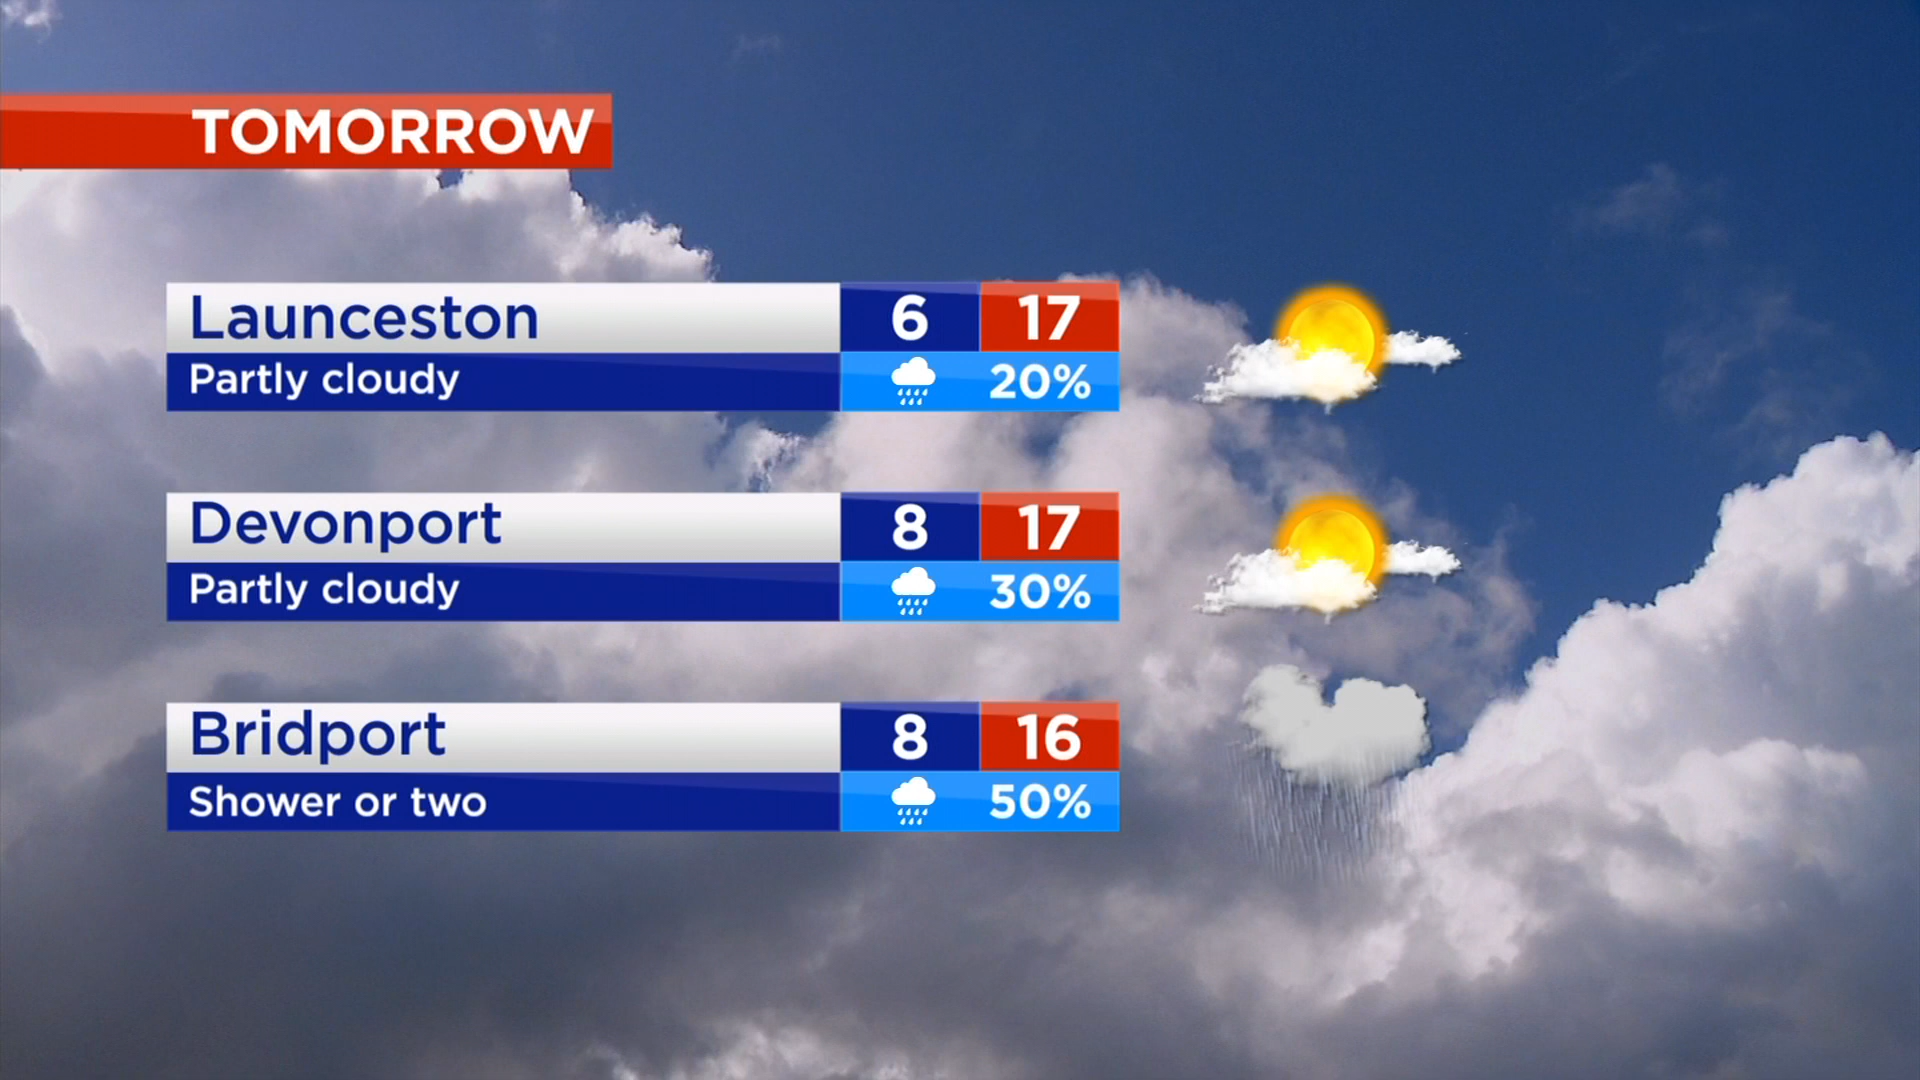 TOMORROW
Launceston 6 17
Partly cloudy 20%
Devonport 8 17
Partly cloudy 30%
Bridport 8 16
Shower or two 50%